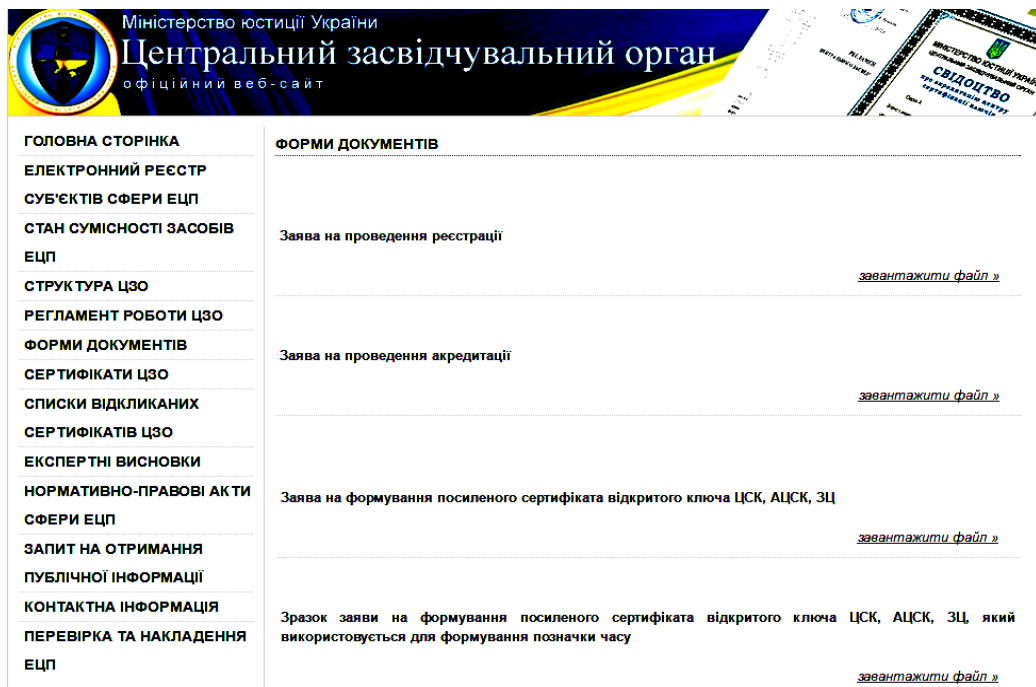 Міністерство юстиції України
Центральний засвідчувальний орган
офіційний веб-сайт
МІНІСТЕРСТВО ЮСТИЦІЇ УКРАЇНИ
СВІДОЦТВО
про акредитацію центру
сертифікації ключів
ГОЛОВНА СТОРІНКА
ЕЛЕКТРОННИЙ РЕЄСТР
СУБ'ЄКТІВ СФЕРИ ЕЦП
СТАН СУМІСНОСТІ ЗАСОБІВ
ЕЦП
СТРУКТУРА ЦЗО
РЕГЛАМЕНТ РОБОТИ ЦЗО
ФОРМИ ДОКУМЕНТІВ
СЕРТИФІКАТИ ЦЗО
СПИСКИ ВІДКЛИКАНИХ
СЕРТИФІКАТІВ ЦЗО
ЕКСПЕРТНІ ВИСНОВКИ
НОРМАТИВНО-ПРАВОВІ АКТИ
СФЕРИ ЕЦП
ЗАПИТ НА ОТРИМАННЯ
ПУБЛІЧНОЇ ІНФОРМАЦІЇ
КОНТАКТНА ІНФОРМАЦІЯ
ПЕРЕВІРКА ТА НАКЛАДЕННЯ
ЕЦП
ФОРМИ ДОКУМЕНТІВ
Заява на проведення реєстрації
завантажити файл »
Заява на проведення акредитації
завантажити файл »
Заява на формування посиленого сертифіката відкритого ключа ЦСК, АЦСК, ЗЦ
завантажити файл »
Зразок заяви на формування посиленого сертифіката відкритого ключа ЦСК, АЦСК, ЗЦ, який
використовується для формування позначки часу
завантажити файл »